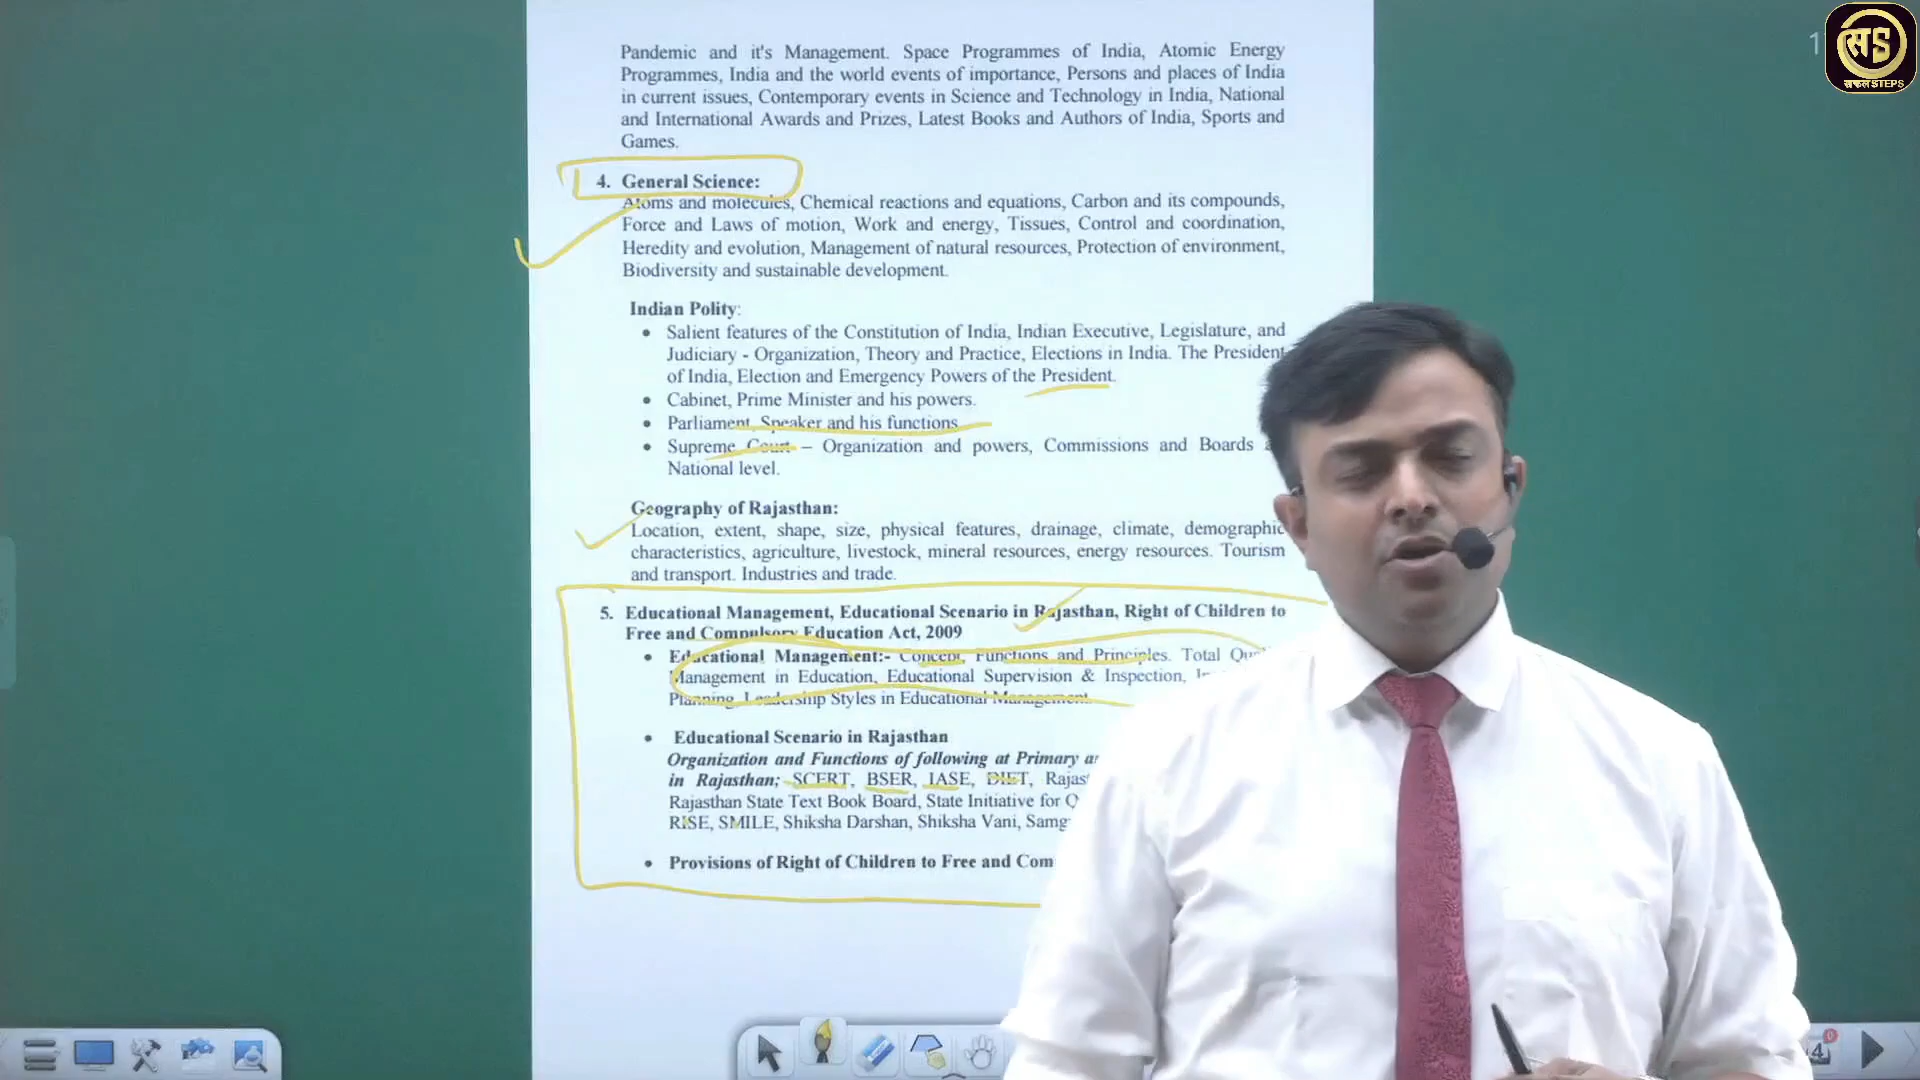 Pandemic and it's Management. Space Programmes of India, Atomic Energy
Programmes, India and the world events of importance, Persons and places of India
in current issues, Contemporary events in Science and Technology in India, National
and International Awards and Prizes, Latest Books and Authors of India, Sports and
Games.
4. General Science:
Atoms and molecules, Chemical reactions and equations, Carbon and its compounds,
Force and Laws of motion, Work and energy, Tissues, Control and coordination,
Heredity and evolution, Management of natural resources, Protection of environment,
Biodiversity and sustainable development.
Indian Polity:
• Salient features of the Constitution of India, Indian Executive, Legislature, and
Judiciary - Organization, Theory and Practice, Elections in India. The President
of India, Election and Emergency Powers of the President.
• Cabinet, Prime Minister and his powers.
• Parliament, Speaker and his functions
• Supreme Court – Organization and powers, Commissions and Boards
National level.
Geography of Rajasthan:
Location, extent, shape, size, physical features, drainage, climate, demographic
characteristics, agriculture, livestock, mineral resources, energy resources. Tourism
and transport. Industries and trade.
5. Educational Management, Educational Scenario in Rajasthan, Right of Children to
Free and Compulsory Education Act, 2009
• Educational Management:- Concept, Functions and Principles. Total
Management in Education, Educational Supervision & Inspection,
Planning, Leadership Styles in Educational Management.
• Educational Scenario in Rajasthan
Organization and Functions of following at Primary
in Rajasthan; SCERT, BSER, IASE, DIET,
Rajasthan State Text Book Board, State Initiative for
RISE, SMILE, Shiksha Darshan, Shiksha Vani,
• Provisions of Right of Children to Free and
सS
सफलSTEPS